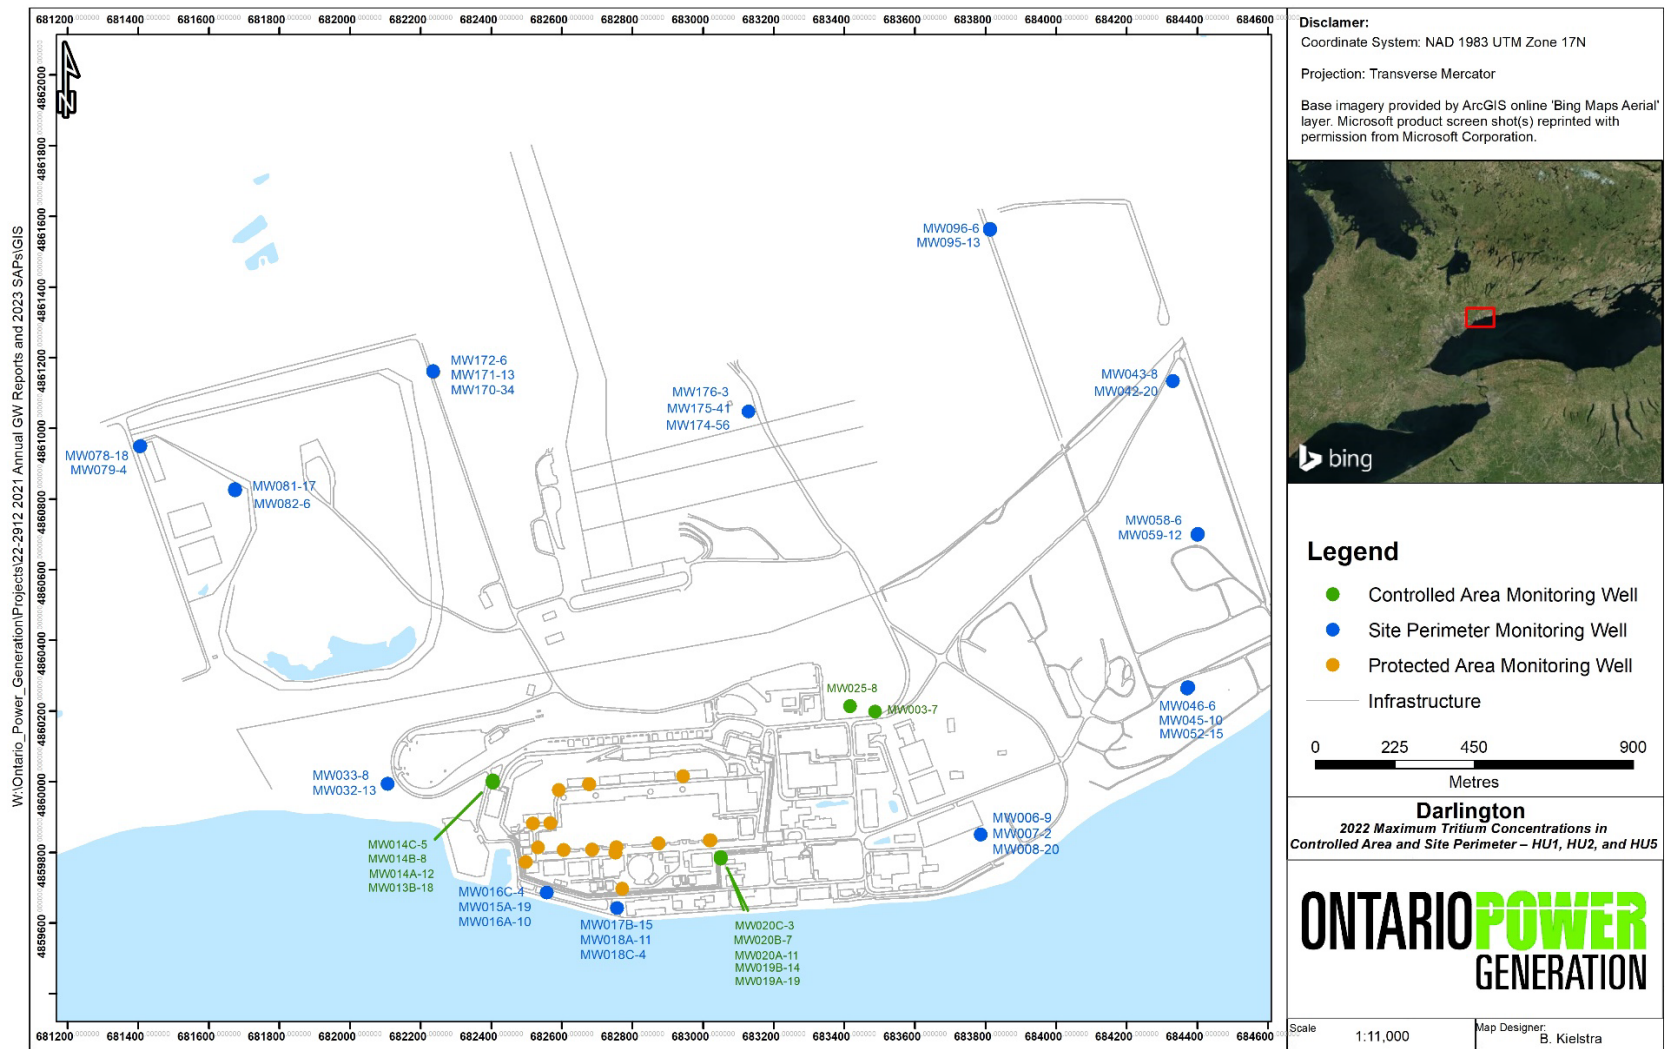 681200 681400 681600 681800 682000 682200 682400 682600 682800 683000 683200 683400 683600 683800 684000 684200 684400 684600
4862000
4861800
4861600
4861400
4861200
4861000
4860800
4860600
4860400
4860200
4860000
4859800
4859600
W:\Ontario_Power_Generation\Projects\22-2912 2021 Annual GW Reports and 2023 SAPs\GIS
N
MW096-6
MW095-13
MW172-6
MW171-13
MW170-34
MW176-3
MW175-41
MW174-56
MW043-8
MW042-20
MW078-18
MW079-4
MW081-17
MW082-6
MW058-6
MW059-12
MW025-8
MW003-7
MW046-6
MW045-10
MW052-15
MW033-8
MW032-13
MW006-9
MW007-2
MW008-20
MW014C-5
MW014B-8
MW014A-12
MW013B-18
MW016C-4
MW015A-19
MW016A-10
MW017B-15
MW018A-11
MW018C-4
MW020C-3
MW020B-7
MW020A-11
MW019B-14
MW019A-19
681200 681400 681600 681800 682000 682200 682400 682600 682800 683000 683200 683400 683600 683800 684000 684200 684400 684600
Disclamer:
Coordinate System: NAD 1983 UTM Zone 17N
Projection: Transverse Mercator
Base imagery provided by ArcGIS online 'Bing Maps Aerial'
layer. Microsoft product screen shot(s) reprinted with
permission from Microsoft Corporation.
bing
Legend
Controlled Area Monitoring Well
Site Perimeter Monitoring Well
Protected Area Monitoring Well
Infrastructure
0 225 450 900
Metres
Darlington
2022 Maximum Tritium Concentrations in
Controlled Area and Site Perimeter – HU1, HU2, and HU5
ONTARIOPOWER
GENERATION
Scale
1:11,000
Map Designer:
B. Kielstra